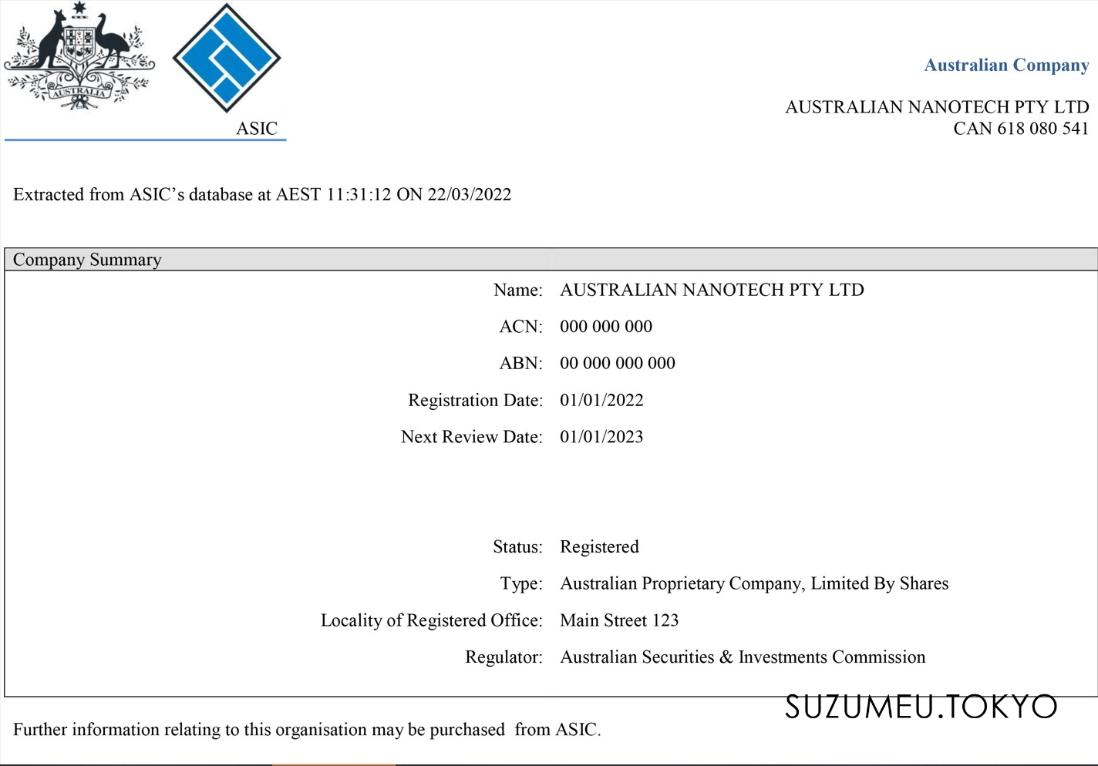 AUSTRALIA
ASIC
Australian Company
AUSTRALIAN NANOTECH PTY LTD
CAN 618 080 541
Extracted from ASIC’s database at AEST 11:31:12 ON 22/03/2022
Company Summary
Name: AUSTRALIAN NANOTECH PTY LTD
ACN: 000 000 000
ABN: 00 000 000 000
Registration Date: 01/01/2022
Next Review Date: 01/01/2023
Status: Registered
Type: Australian Proprietary Company, Limited By Shares
Locality of Registered Office: Main Street 123
Regulator: Australian Securities & Investments Commission
SUZUMEU.TOKYO
Further information relating to this organisation may be purchased from ASIC.